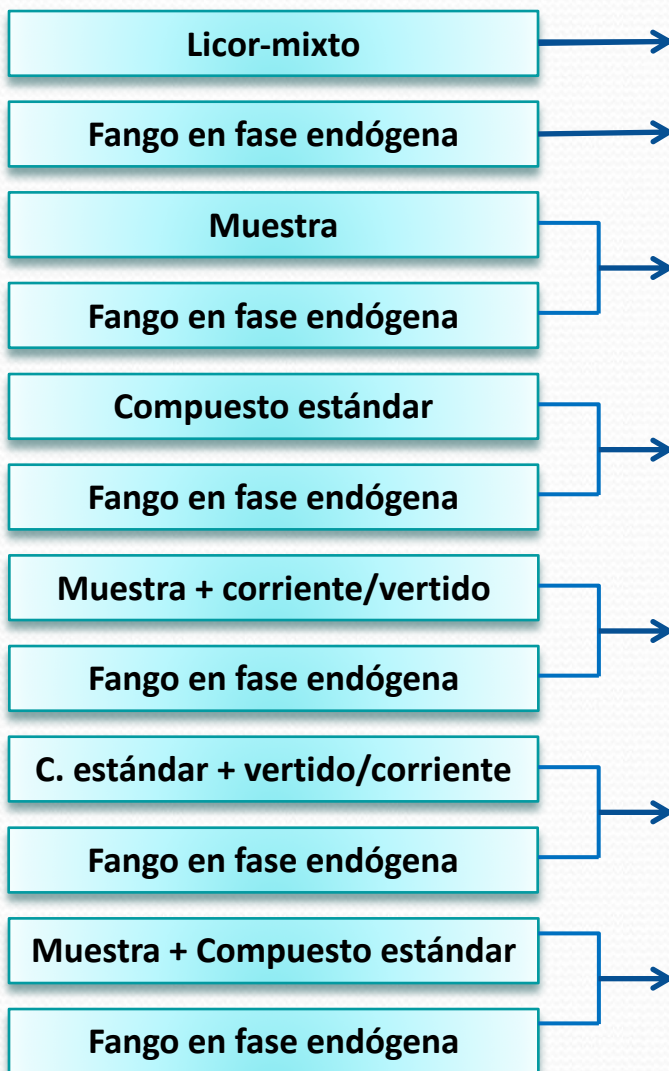 Licor-mixto
Fango en fase endógena
Muestra
Fango en fase endógena
Compuesto estándar
Fango en fase endógena
Muestra + corriente/vertido
Fango en fase endógena
C. estándar + vertido/corriente
Fango en fase endógena
Muestra + Compuesto estándar
Fango en fase endógena